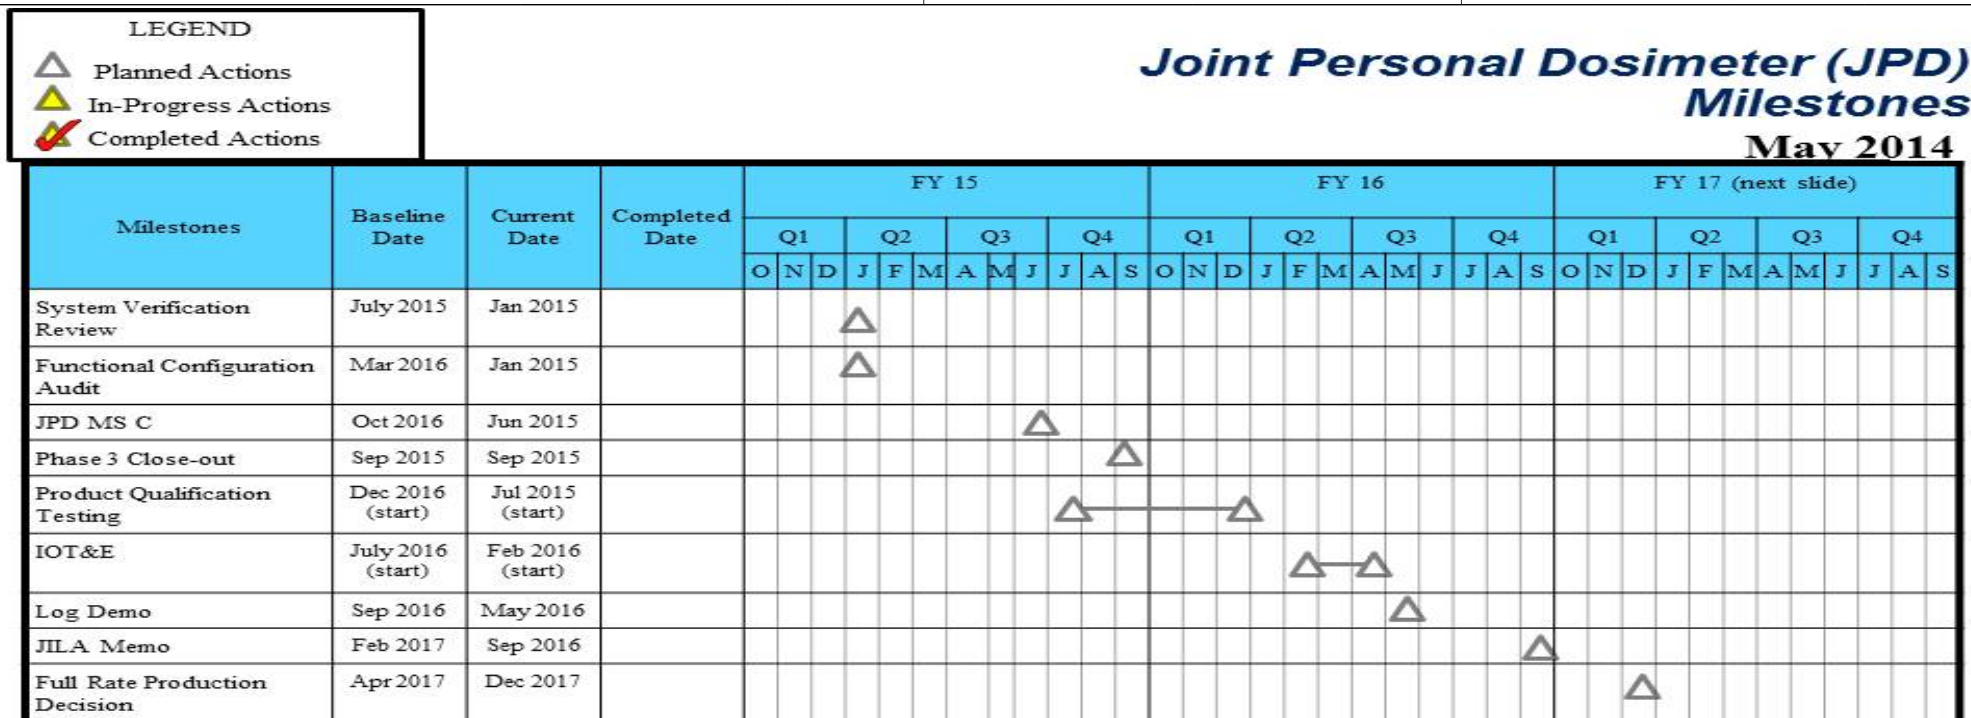 LEGEND
Planned Actions
In-Progress Actions
Completed Actions
Joint Personal Dosimeter (JPD)
Milestones
May 2014
Milestones
Baseline
Date
Current
Date
Completed
Date
FY 15
FY 16
FY 17 (next slide)
Q1 Q2 Q3 Q4 Q1 Q2 Q3 Q4 Q1 Q2 Q3 Q4
O N D J F M A M J J A S O N D J F M A M J J A S O N D J F M A M J J A S
System Verification
Review
July 2015
Jan 2015
Functional Configuration
Audit
Mar 2016
Jan 2015
JPD MS C
Oct 2016
Jun 2015
Phase 3 Close-out
Sep 2015
Sep 2015
Product Qualification
Testing
Dec 2016
(start)
Jul 2015
(start)
IOT&E
July 2016
(start)
Feb 2016
(start)
Log Demo
Sep 2016
May 2016
JILA Memo
Feb 2017
Sep 2016
Full Rate Production
Decision
Apr 2017
Dec 2017